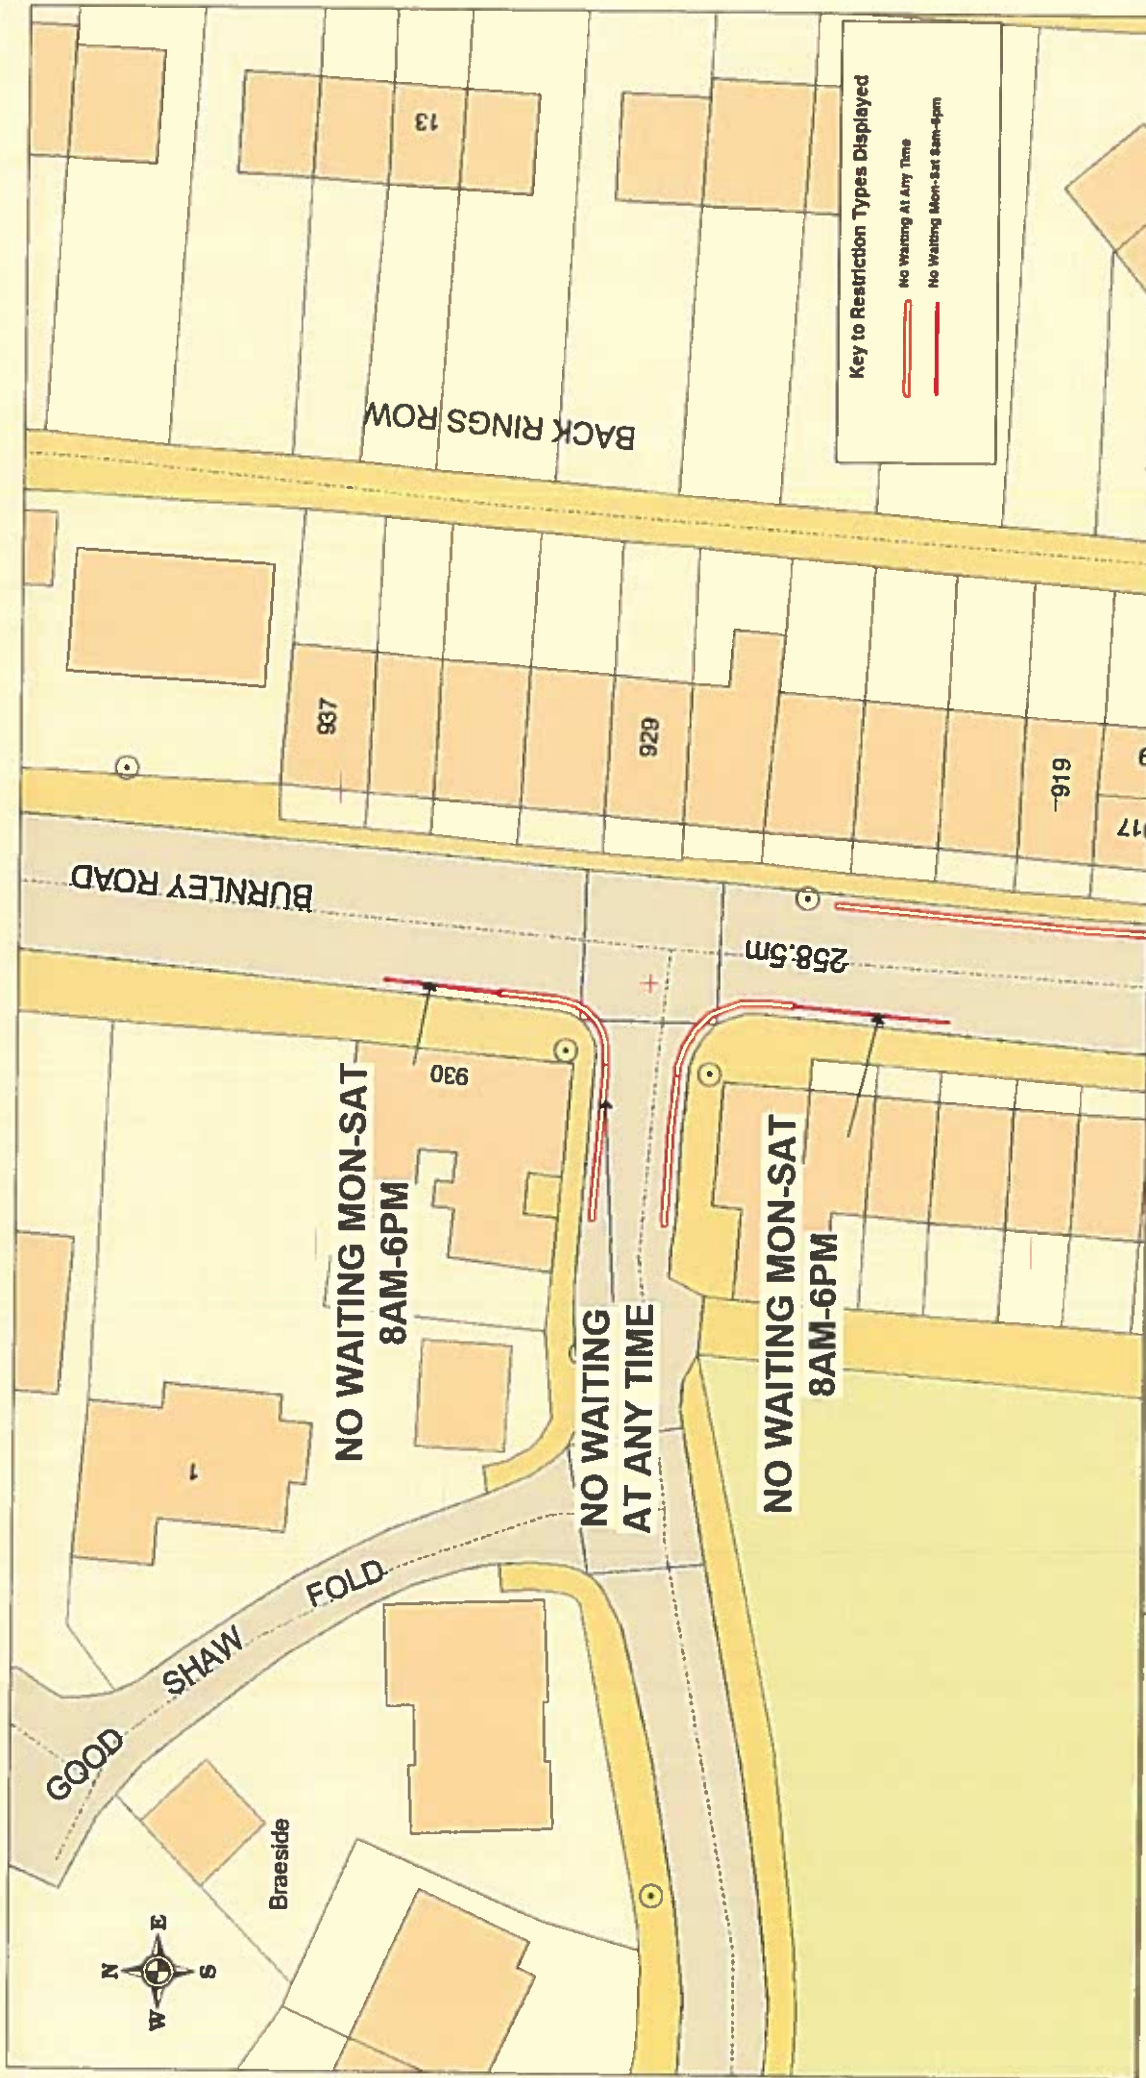 GOOD SHAW FOLD
1
Braeside
N
W E
S
NO WAITING MON-SAT
8AM-6PM
930
NO WAITING
AT ANY TIME
NO WAITING MON-SAT
8AM-6PM
BURNLEY ROAD
258.5m
937
929
919
917
BACK RINGS ROW
13
Key to Restriction Types Displayed
No Waiting At Any Time
No Waiting Mon-Sat 8am-6pm